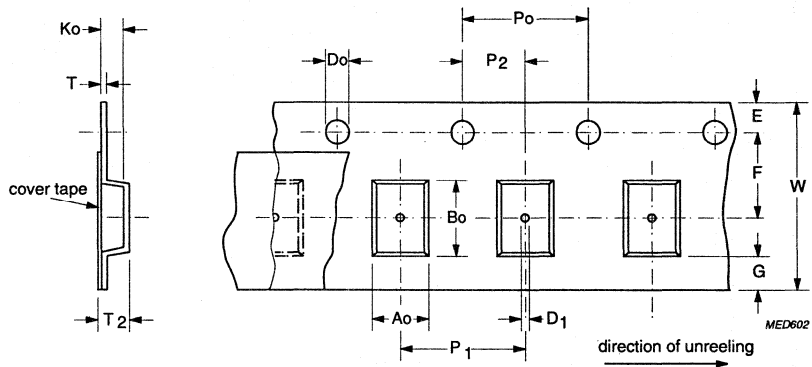 Po
Ko
Do
P2
T
E
F
W
cover tape
Bo
G
T2
Ao
D1
MED602
P1
direction of unreeling